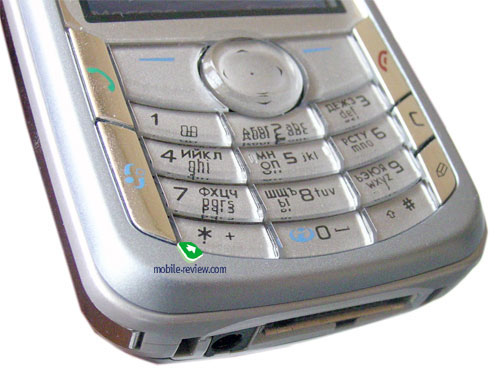 1
АБВГ 2 abc
ДЕЖЗ 3
def
4 ИЙКЛ
ghi
МН 5 jkl
РСТУ 6
mno
7 ФХЦЧ
pqrs
ШЩЪ 8 tuv
Ы
ЬЭЮЯ 9
wxyz
* +
0
#
C
mobile-review.com